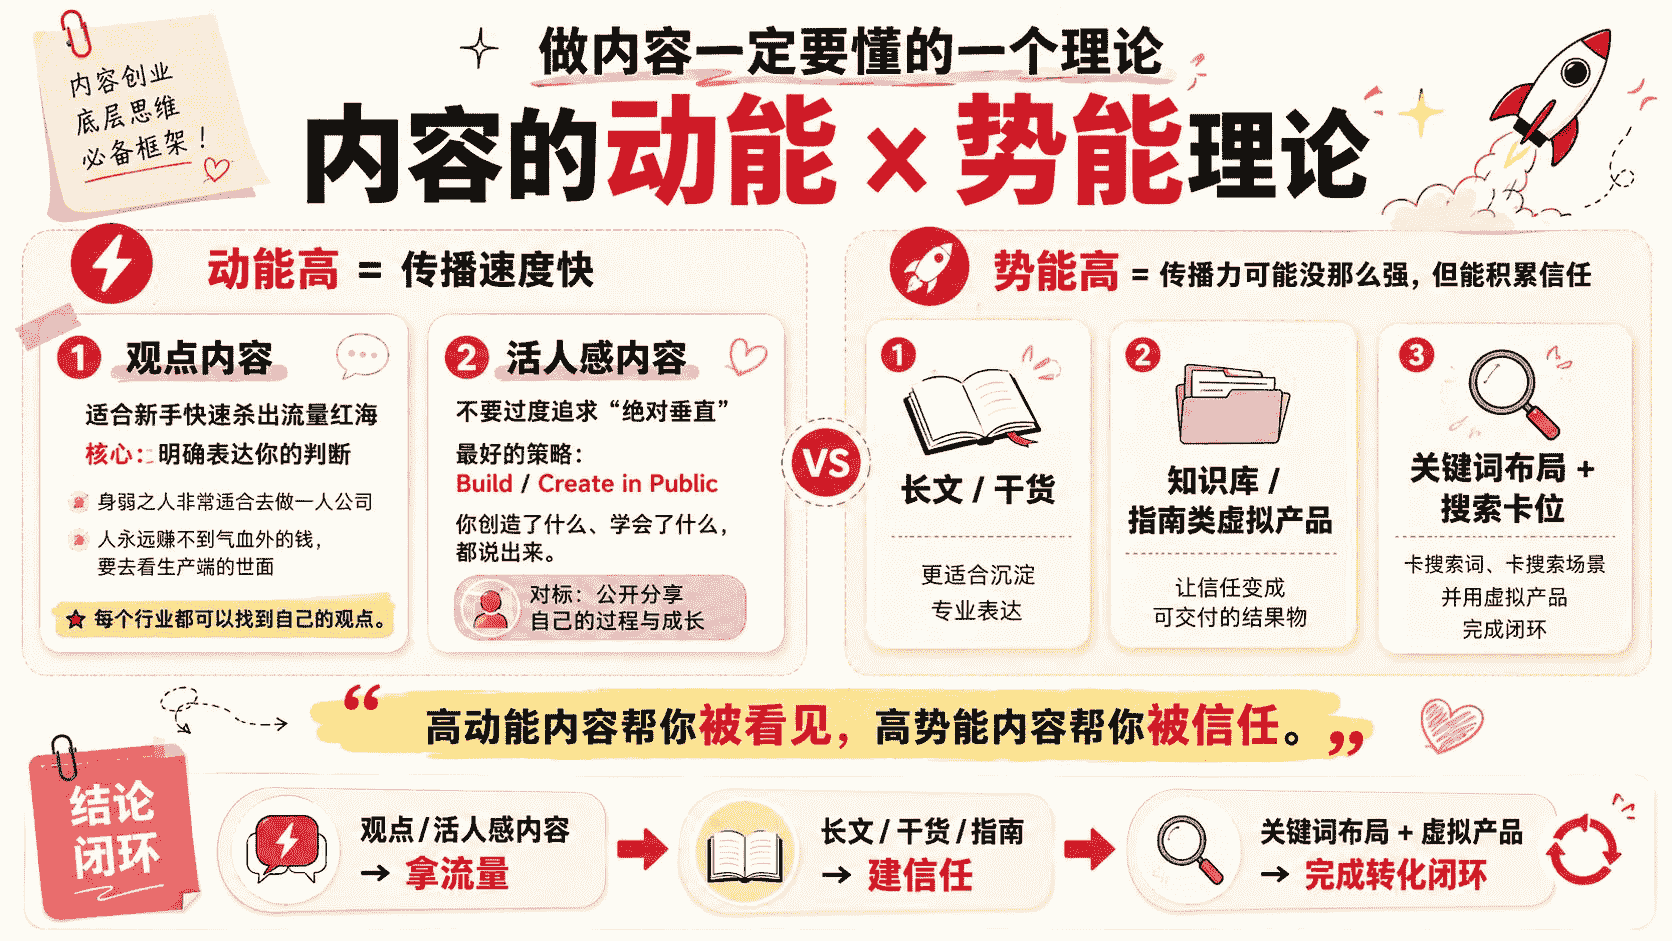 内容创业
底层思维
必备框架！
做内容一定要懂的一个理论
内容的动能×势能理论
动能高 = 传播速度快
1 观点内容
适合新手快速杀出流量红海
核心：明确表达你的判断
身弱之人非常适合去做一人公司
人永远赚不到气血外的钱，
要去看生产端的世面
每个行业都可以找到自己的观点。
2 活人感内容
不要过度追求“绝对垂直”
最好的策略：
Build / Create in Public
你创造了什么、学会了什么，
都说出来。
对标：公开分享
自己的过程与成长
VS
势能高 = 传播力可能没那么强，但能积累信任
1
长文 / 干货
更适合沉淀
专业表达
2
知识库 /
指南类虚拟产品
让信任变成
可交付的结果物
3
关键词布局 +
搜索卡位
卡搜索词、卡搜索场景
并用虚拟产品
完成闭环
“高动能内容帮你被看见，高势能内容帮你被信任。”
结论
闭环
观点/活人感内容
→ 拿流量
长文/干货/指南
→ 建信任
关键词布局 + 虚拟产品
→ 完成转化闭环